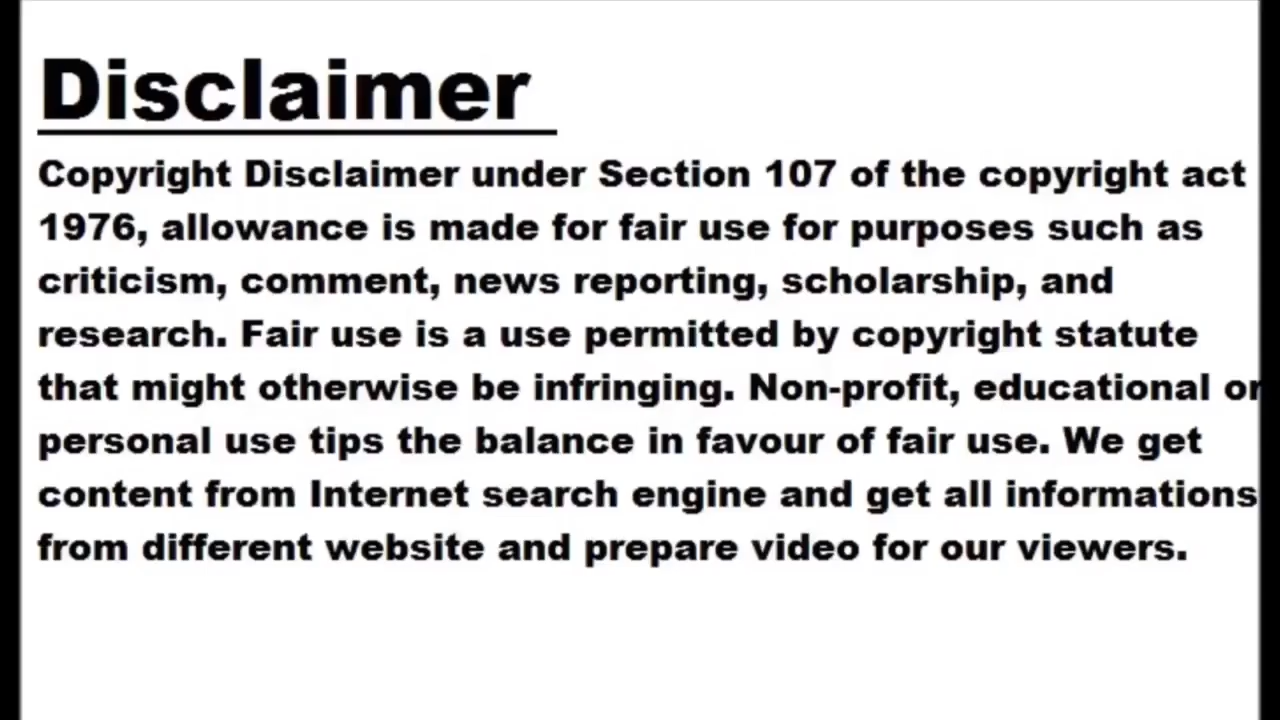 Disclaimer
Copyright Disclaimer under Section 107 of the copyright act
1976, allowance is made for fair use for purposes such as
criticism, comment, news reporting, scholarship, and
research. Fair use is a use permitted by copyright statute
that might otherwise be infringing. Non-profit, educational or
personal use tips the balance in favour of fair use. We get
content from Internet search engine and get all informations
from different website and prepare video for our viewers.